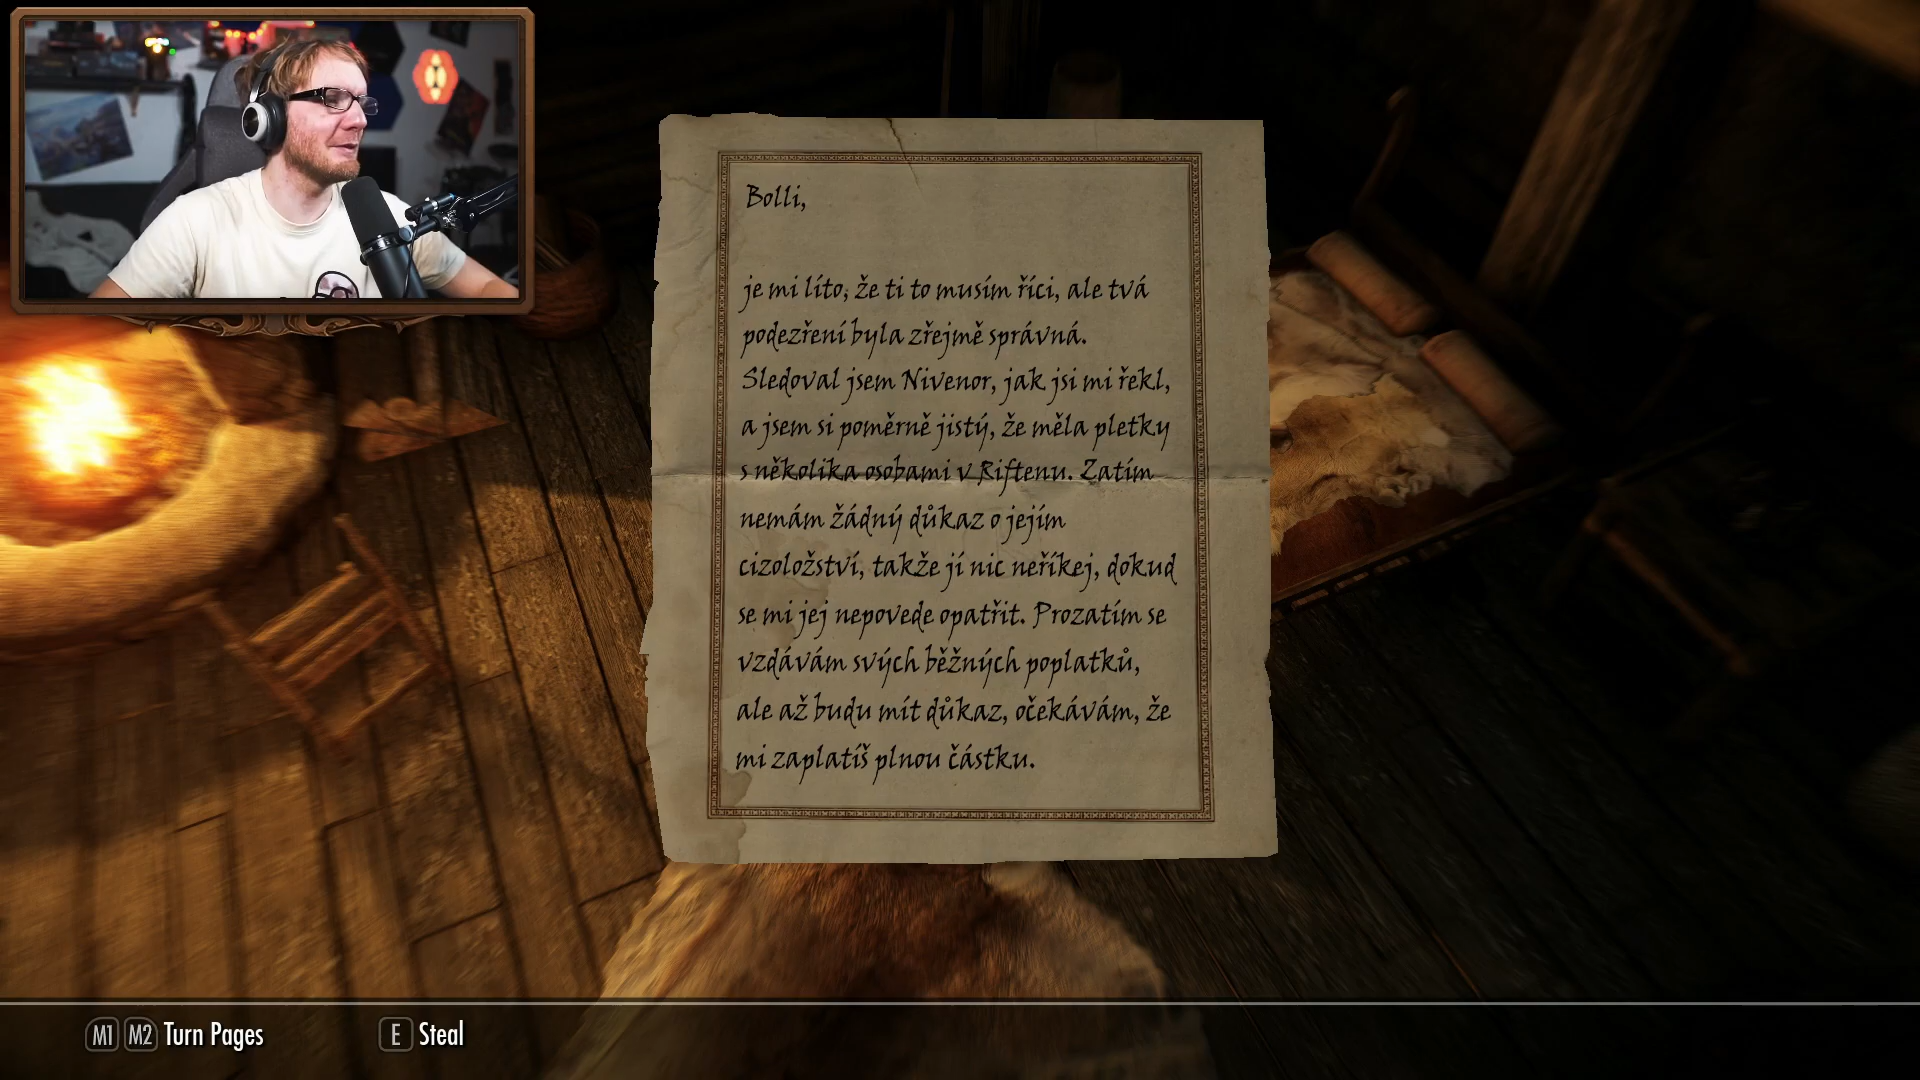 Bolli,
je mi líto, že ti to musím říci, ale tvá
podezření byla zřejmě správná.
Sledoval jsem Nivenor, jak jsi mi řekl,
a jsem si poměrně jistý, že měla pletky
s několika osobami v Riftenu. Zatím
nemám žádný důkaz o jejím
cizoložství, takže jí nic neříkej, dokud
se mi jej nepovede opatřit. Prozatím se
vzdávám svých běžných poplatků,
ale až budu mít důkaz, očekávám, že
mi zaplatíš plnou částku.
M1 M2 Turn Pages
E Steal